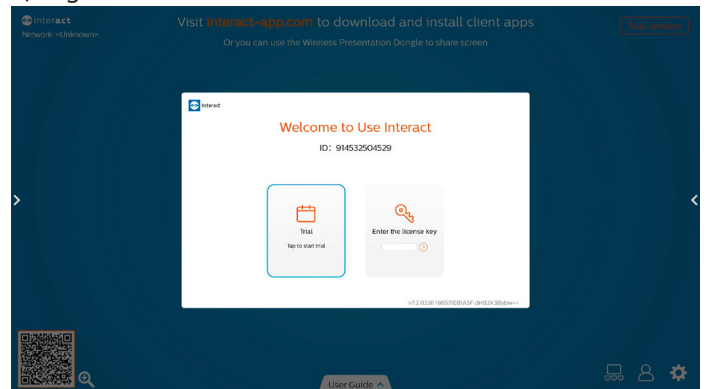 Interact
Network <Unknown>
Visit interact-app.com to download and install client apps
Or you can use the Wireless Presentation Dongle to share screen
Trial version
Interact
Welcome to Use Interact
ID: 914532504529
Trial
Tap to start trial
Enter the license key
User Guide